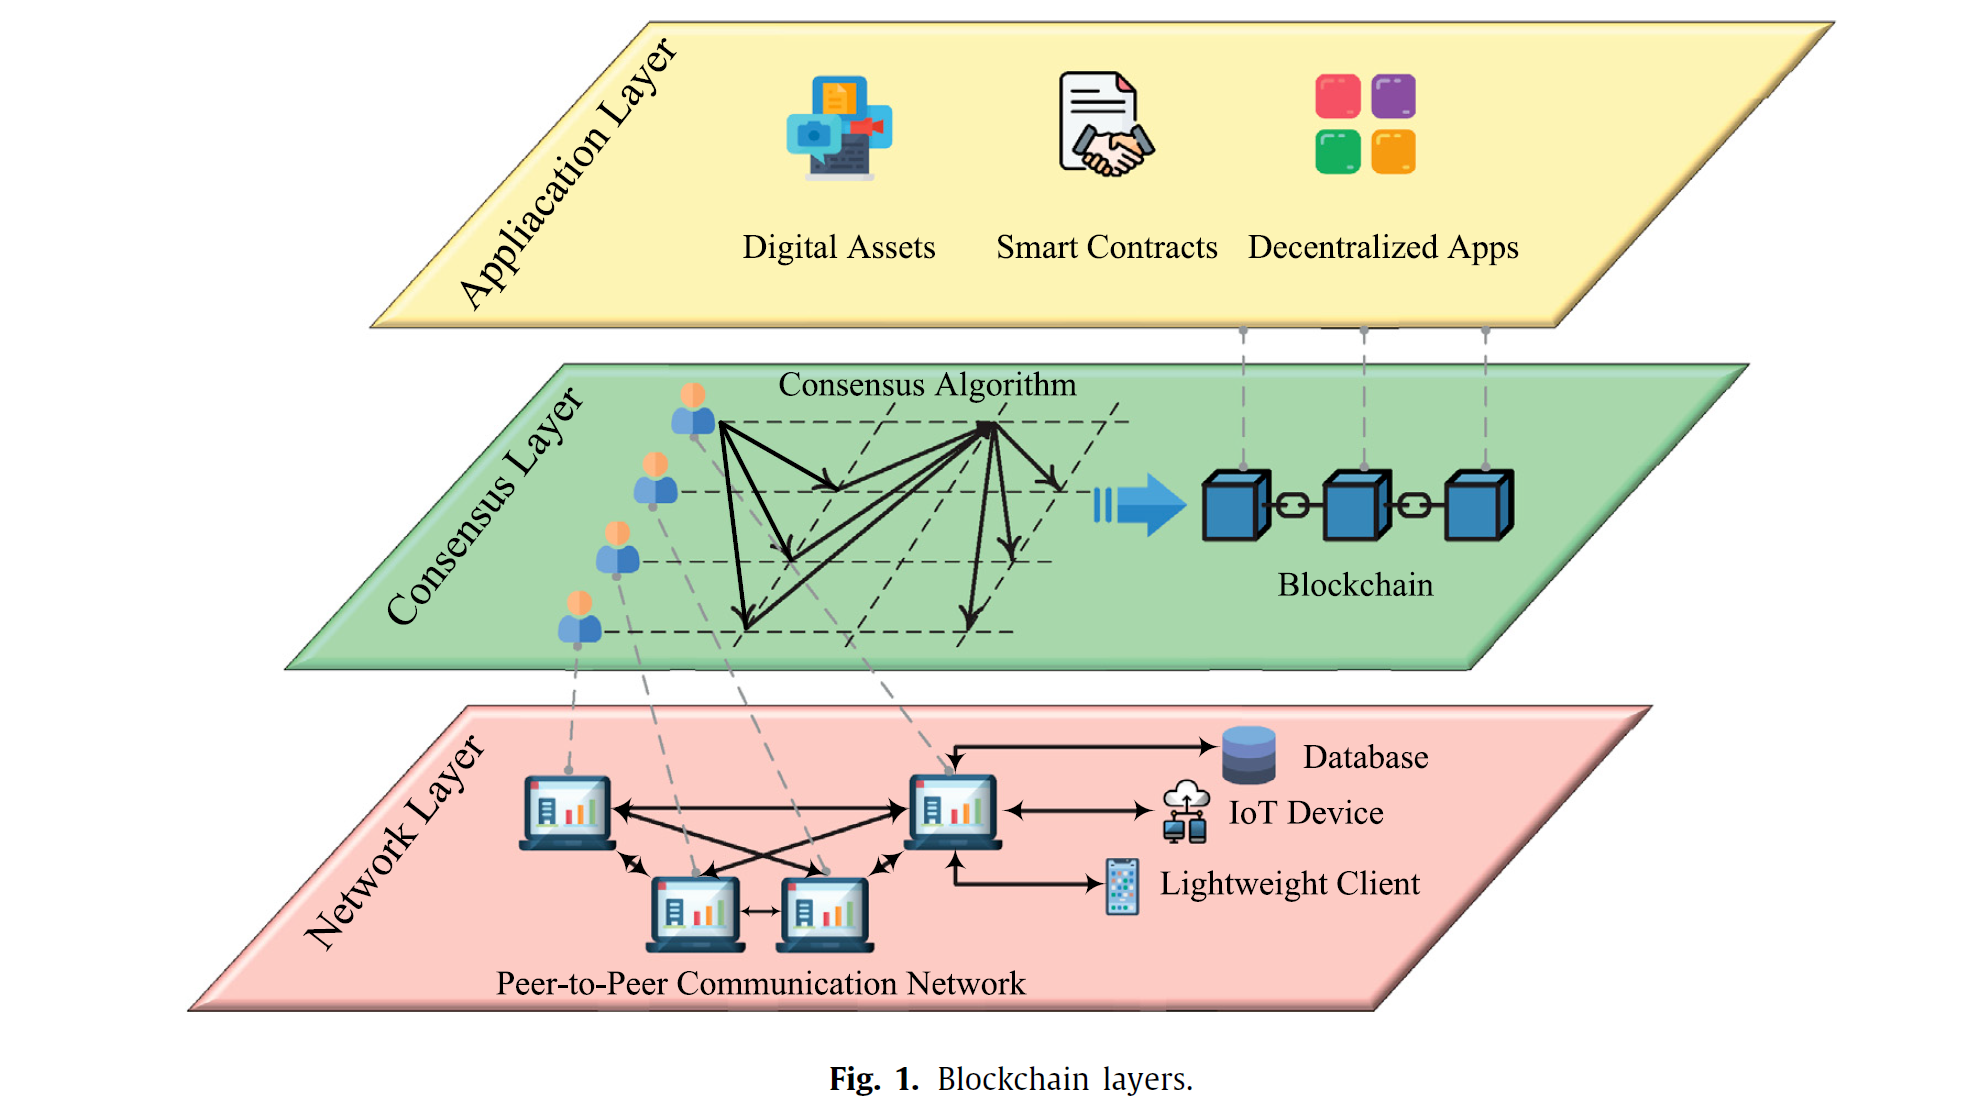 Appliacation Layer
Digital Assets
Smart Contracts
Decentralized Apps
Consensus Layer
Consensus Algorithm
Blockchain
Network Layer
Database
IoT Device
Lightweight Client
Peer-to-Peer Communication Network
Fig. 1. Blockchain layers.